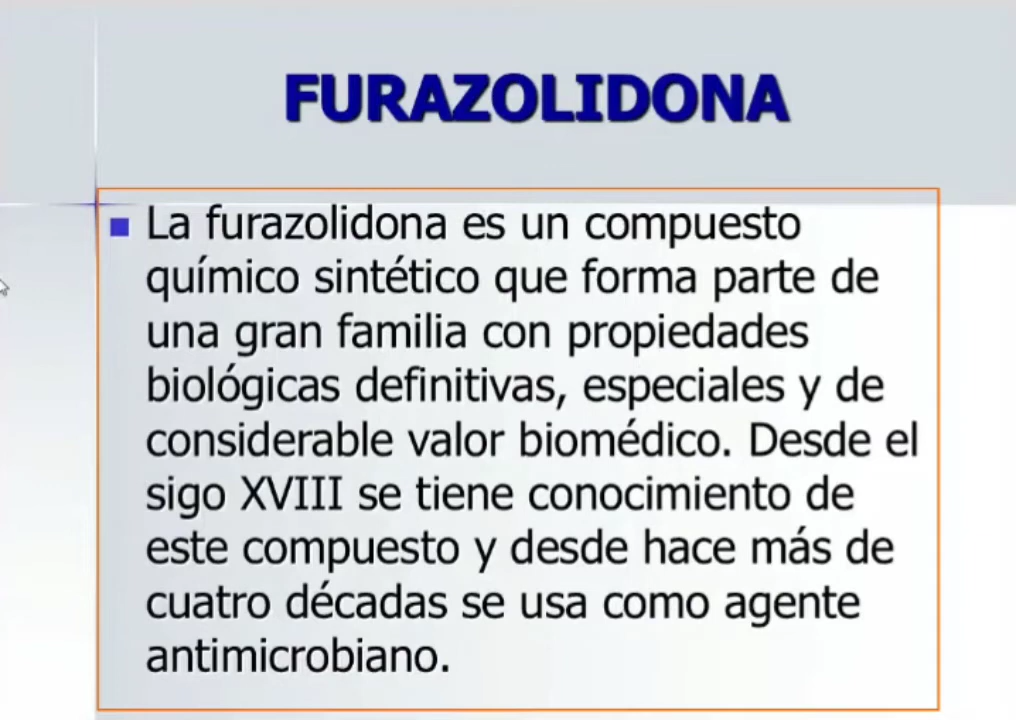 FURAZOLIDONA
La furazolidona es un compuesto
químico sintético que forma parte de
una gran familia con propiedades
biológicas definitivas, especiales y de
considerable valor biomédico. Desde el
sigo XVIII se tiene conocimiento de
este compuesto y desde hace más de
cuatro décadas se usa como agente
antimicrobiano.